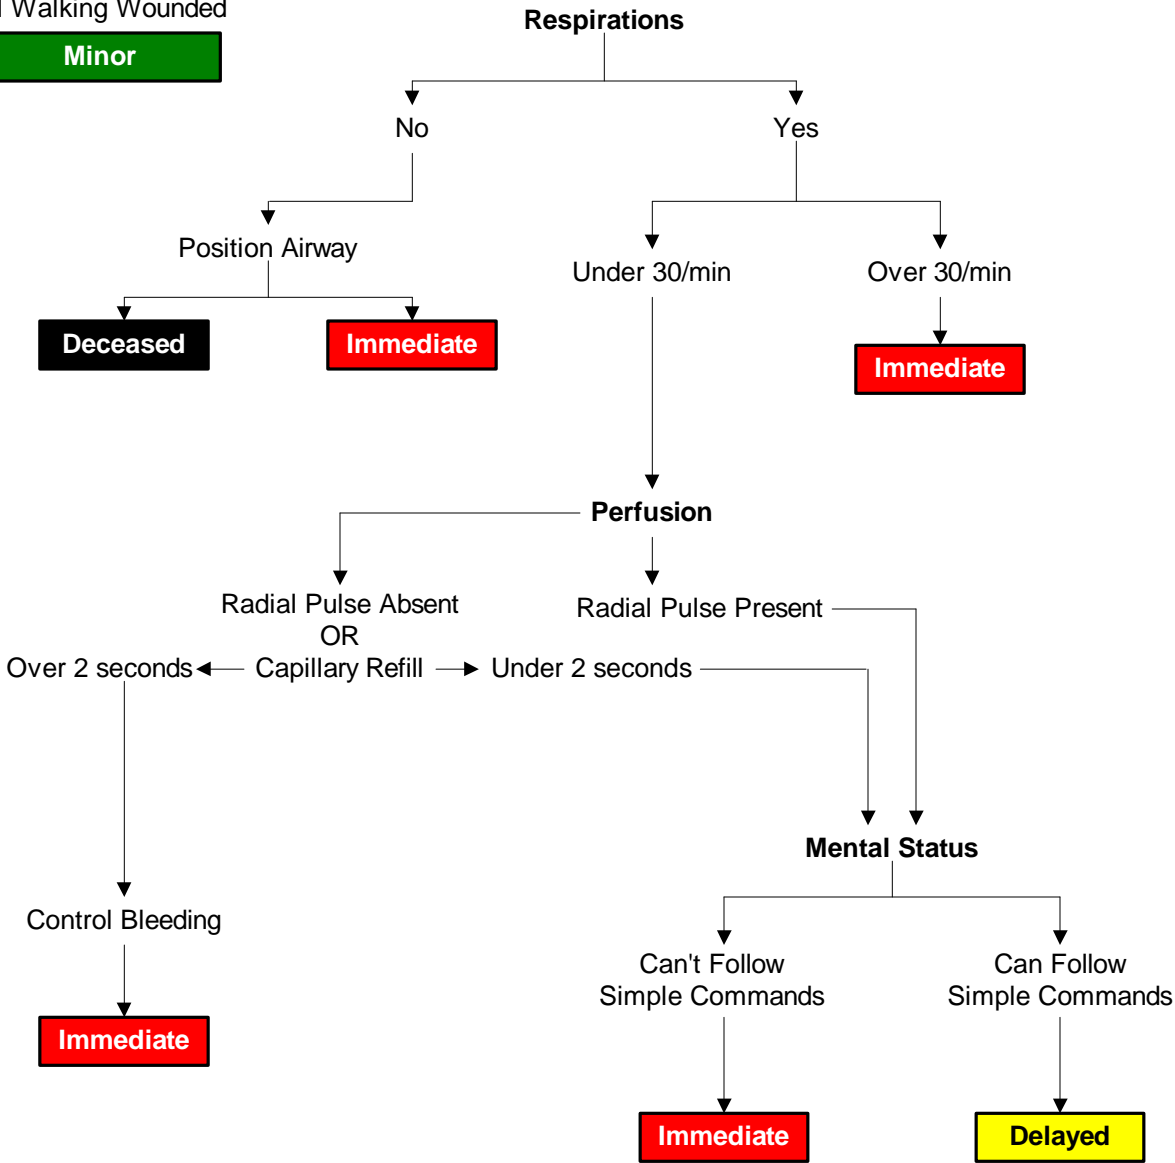 Walking Wounded
Minor
Respirations
No
Yes
Position Airway
Under 30/min
Over 30/min
Deceased
Immediate
Immediate
Perfusion
Radial Pulse Absent
OR
Radial Pulse Present
Over 2 seconds
Capillary Refill
Under 2 seconds
Mental Status
Control Bleeding
Can't Follow
Simple Commands
Can Follow
Simple Commands
Immediate
Immediate
Delayed